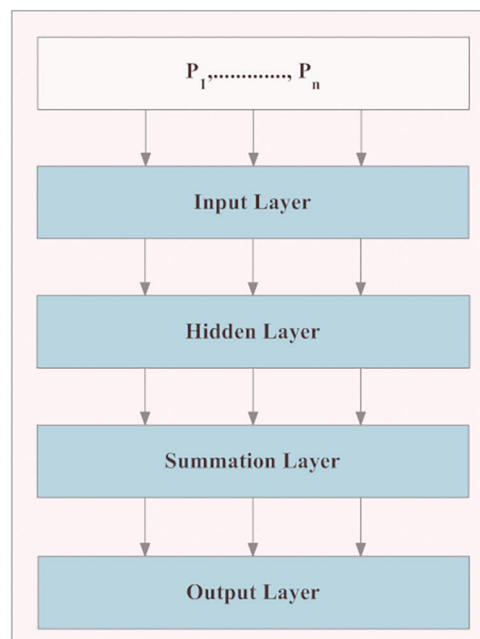 P₁,............., Pₙ
Input Layer
Hidden Layer
Summation Layer
Output Layer